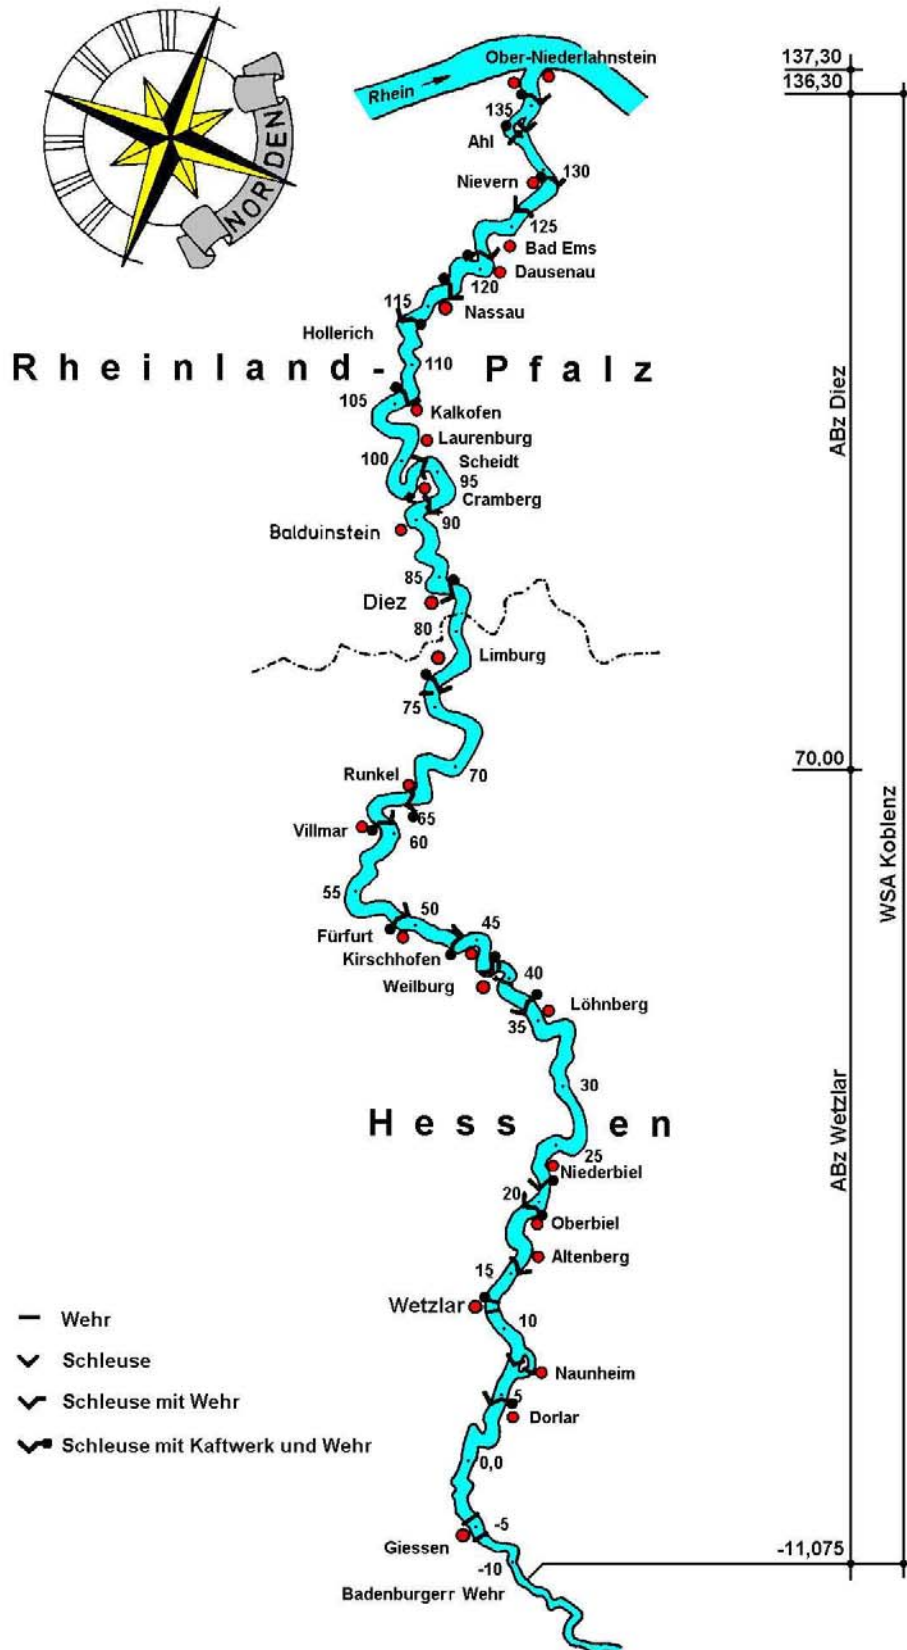 NORDEN
Ober-Niederlahnstein
Rhein
137,30
136,30
135
Ahl
130
Nievern
125
Bad Ems
Dausenau
120
115
Nassau
Hollerich
110
Rheinland-Pfalz
105
Kalkofen
Laurenburg
100
Scheidt
95
Cramberg
90
Balduinstein
85
Diez
80
Limburg
75
70
Runkel
65
Villmar
60
55
50
45
Fürfurt
Kirschhofen
40
Weilburg
Löhnberg
35
30
Hessen
25
Niederbiel
20
Oberbiel
Altenberg
15
Wetzlar
10
Naunheim
5
Dorlar
0,0
-5
Giessen
-10
Badenburgerr Wehr
ABz Diez
70,00
WSA Koblenz
ABz Wetzlar
-11,075
Wehr
Schleuse
Schleuse mit Wehr
Schleuse mit Kaftwerk und Wehr